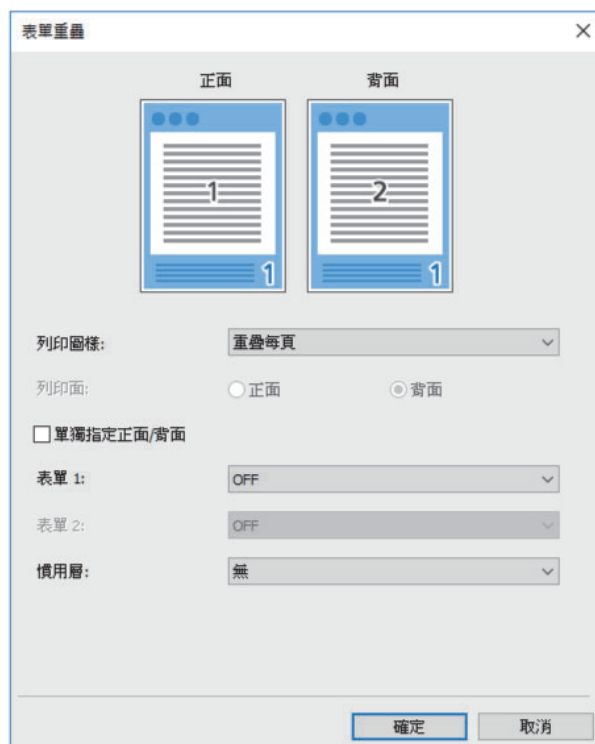 表單重疊
正面 背面
1 2
1 1
列印圖樣: 重疊每頁
列印面: 正面 背面
單獨指定正面/背面
表單 1: OFF
表單 2: OFF
慣用層: 無
確定 取消